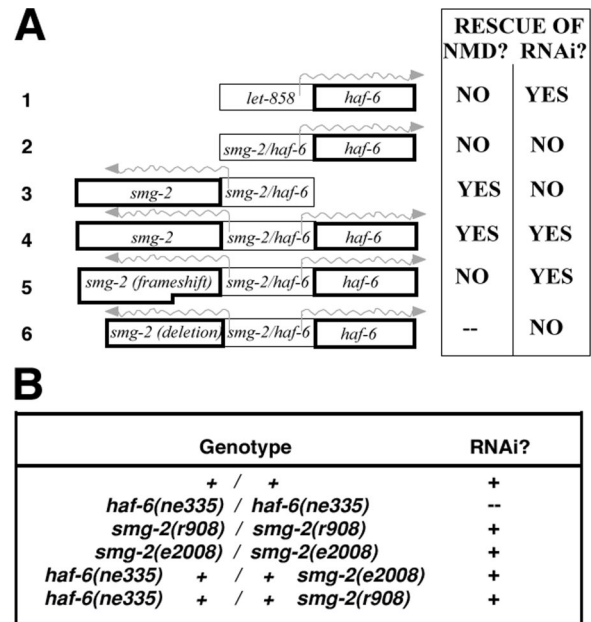 A
RESCUE OF
NMD? RNAi?
1 let-858 haf-6 NO YES
2 smg-2/haf-6 haf-6 NO NO
3 smg-2 smg-2/haf-6 YES NO
4 smg-2 smg-2/haf-6 haf-6 YES YES
5 smg-2 (frameshift) smg-2/haf-6 haf-6 NO YES
6 smg-2 (deletion) smg-2/haf-6 haf-6 -- NO
B
Genotype RNAi?
+ / + +
haf-6(ne335) / haf-6(ne335) --
smg-2(r908) / smg-2(r908) +
smg-2(e2008) / smg-2(e2008) +
haf-6(ne335) + / + smg-2(e2008) +
haf-6(ne335) + / + smg-2(r908) +